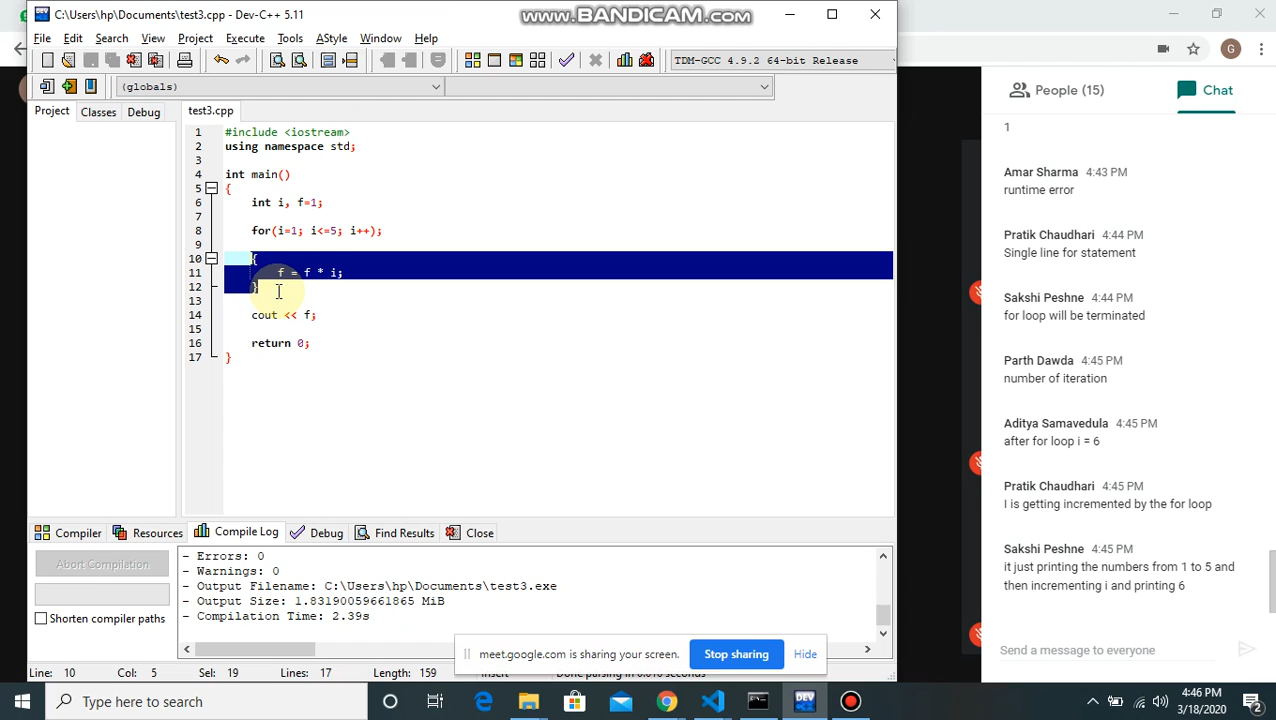 C:\Users\hp\Documents\test3.cpp - Dev-C++ 5.11
www.BANDICAM.com
File Edit Search View Project Execute Tools AStyle Window Help
TDM-GCC 4.9.2 64-bit Release
(globals)
Project Classes Debug
test3.cpp
1 #include <iostream>
2 using namespace std;
3
4 int main()
5 {
6 int i, f=1;
7
8 for(i=1; i<=5; i++);
9
10 {
11 f = f * i;
12 }
13
14 cout << f;
15
16 return 0;
17 }
Compiler Resources Compile Log Debug Find Results Close
Abort Compilation
Shorten compiler paths
- Errors: 0
- Warnings: 0
- Output Filename: C:\Users\hp\Documents\test3.exe
- Output Size: 1.83190059661865 MiB
- Compilation Time: 2.39s
meet.google.com is sharing your screen. Stop sharing Hide
Line: 10 Col: 5 Sel: 19 Lines: 17 Length: 159
G
People (15) Chat
1
Amar Sharma 4:43 PM
runtime error
Pratik Chaudhari 4:44 PM
Single line for statement
Sakshi Peshne 4:44 PM
for loop will be terminated
Parth Dawda 4:45 PM
number of iteration
Aditya Samavedula 4:45 PM
after for loop i = 6
Pratik Chaudhari 4:45 PM
I is getting incremented by the for loop
Sakshi Peshne 4:45 PM
it just printing the numbers from 1 to 5 and
then incrementing i and printing 6
Send a message to everyone
Type here to search
DEV
4:46 PM
3/18/2020
2